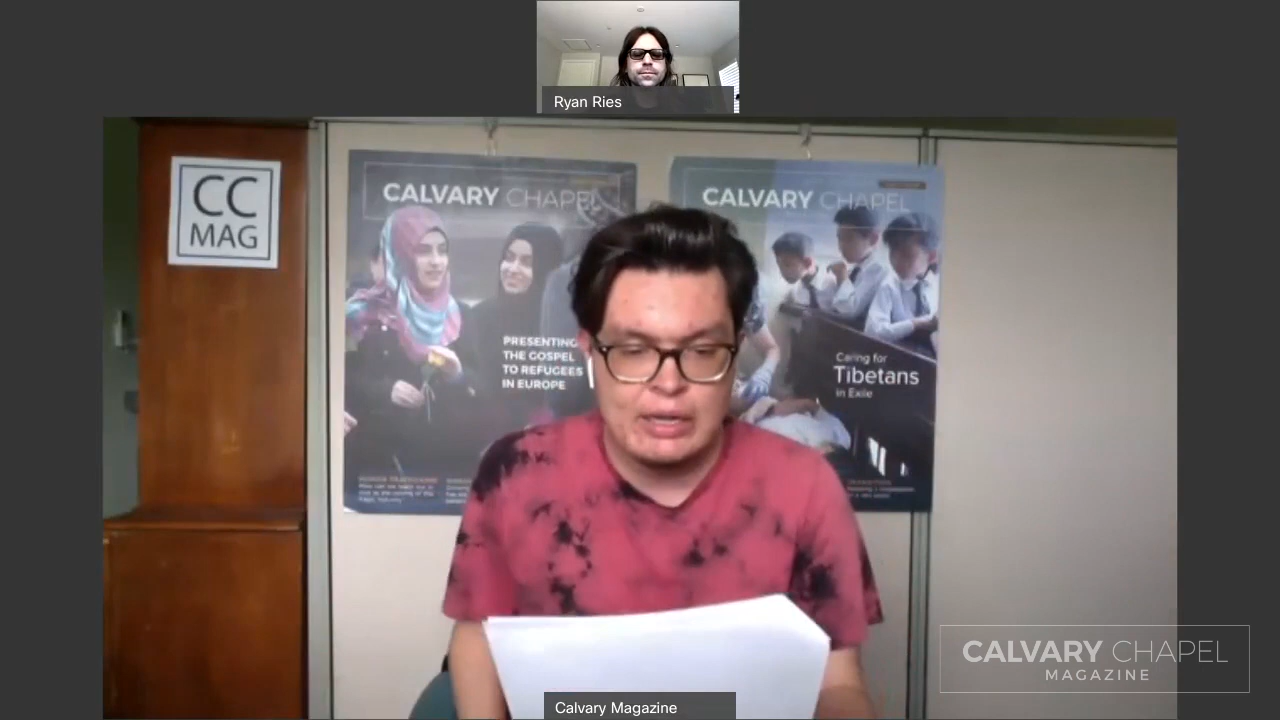 Ryan Ries
CC
MAG
CALVARY CHAPEL
PRESENTING
THE GOSPEL
TO REFUGEES
IN EUROPE
CALVARY CHAPEL
Caring for
Tibetans
in Exile
CALVARY CHAPEL
MAGAZINE
Calvary Magazine